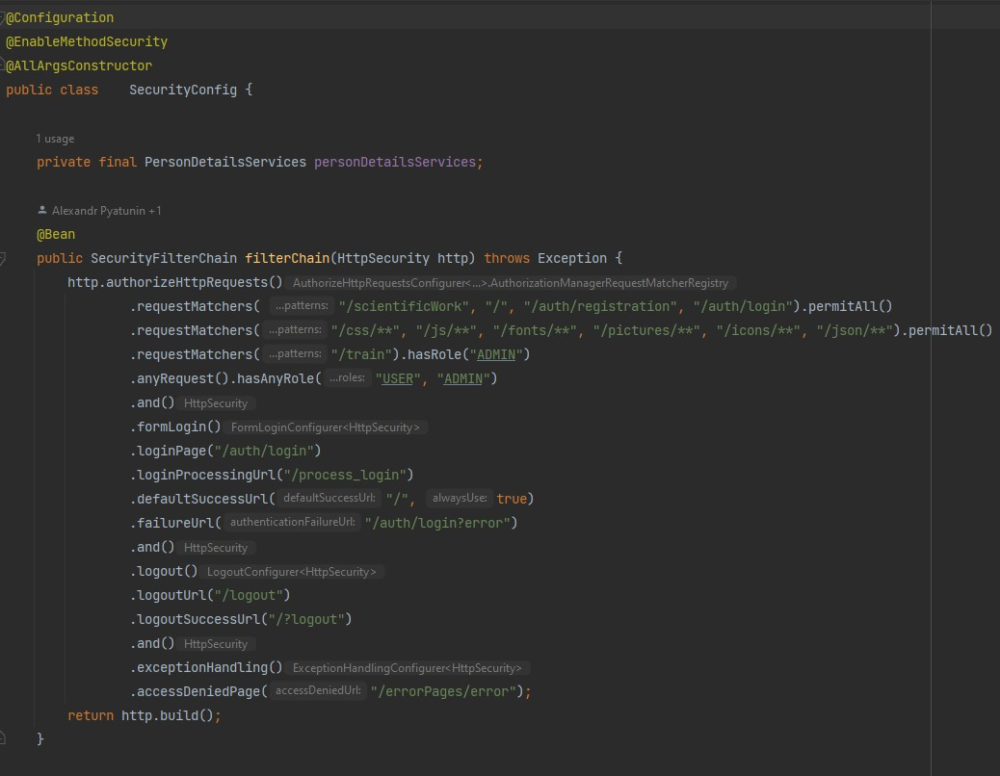 @Configuration
@EnableMethodSecurity
@AllArgsConstructor
public class    SecurityConfig {
1 usage
private final PersonDetailsServices personDetailsServices;
Alexandr Pyatunin +1
@Bean
public SecurityFilterChain filterChain(HttpSecurity http) throws Exception {
http.authorizeHttpRequests() AuthorizeHttpRequestsConfigurer<...>.AuthorizationManagerRequestMatcherRegistry
.requestMatchers( ...patterns: "/scientificWork", "/", "/auth/registration", "/auth/login").permitAll()
.requestMatchers( ...patterns: "/css/**", "/js/**", "/fonts/**", "/pictures/**", "/icons/**", "/json/**").permitAll()
.requestMatchers( ...patterns: "/train").hasRole("ADMIN")
.anyRequest().hasAnyRole( ...roles: "USER", "ADMIN")
.and() HttpSecurity
.formLogin() FormLoginConfigurer<HttpSecurity>
.loginPage("/auth/login")
.loginProcessingUrl("/process_login")
.defaultSuccessUrl( defaultSuccessUrl: "/", alwaysUse: true)
.failureUrl( authenticationFailureUrl: "/auth/login?error")
.and() HttpSecurity
.logout() LogoutConfigurer<HttpSecurity>
.logoutUrl("/logout")
.logoutSuccessUrl("/?logout")
.and() HttpSecurity
.exceptionHandling() ExceptionHandlingConfigurer<HttpSecurity>
.accessDeniedPage( accessDeniedUrl: "/errorPages/error");
return http.build();
}